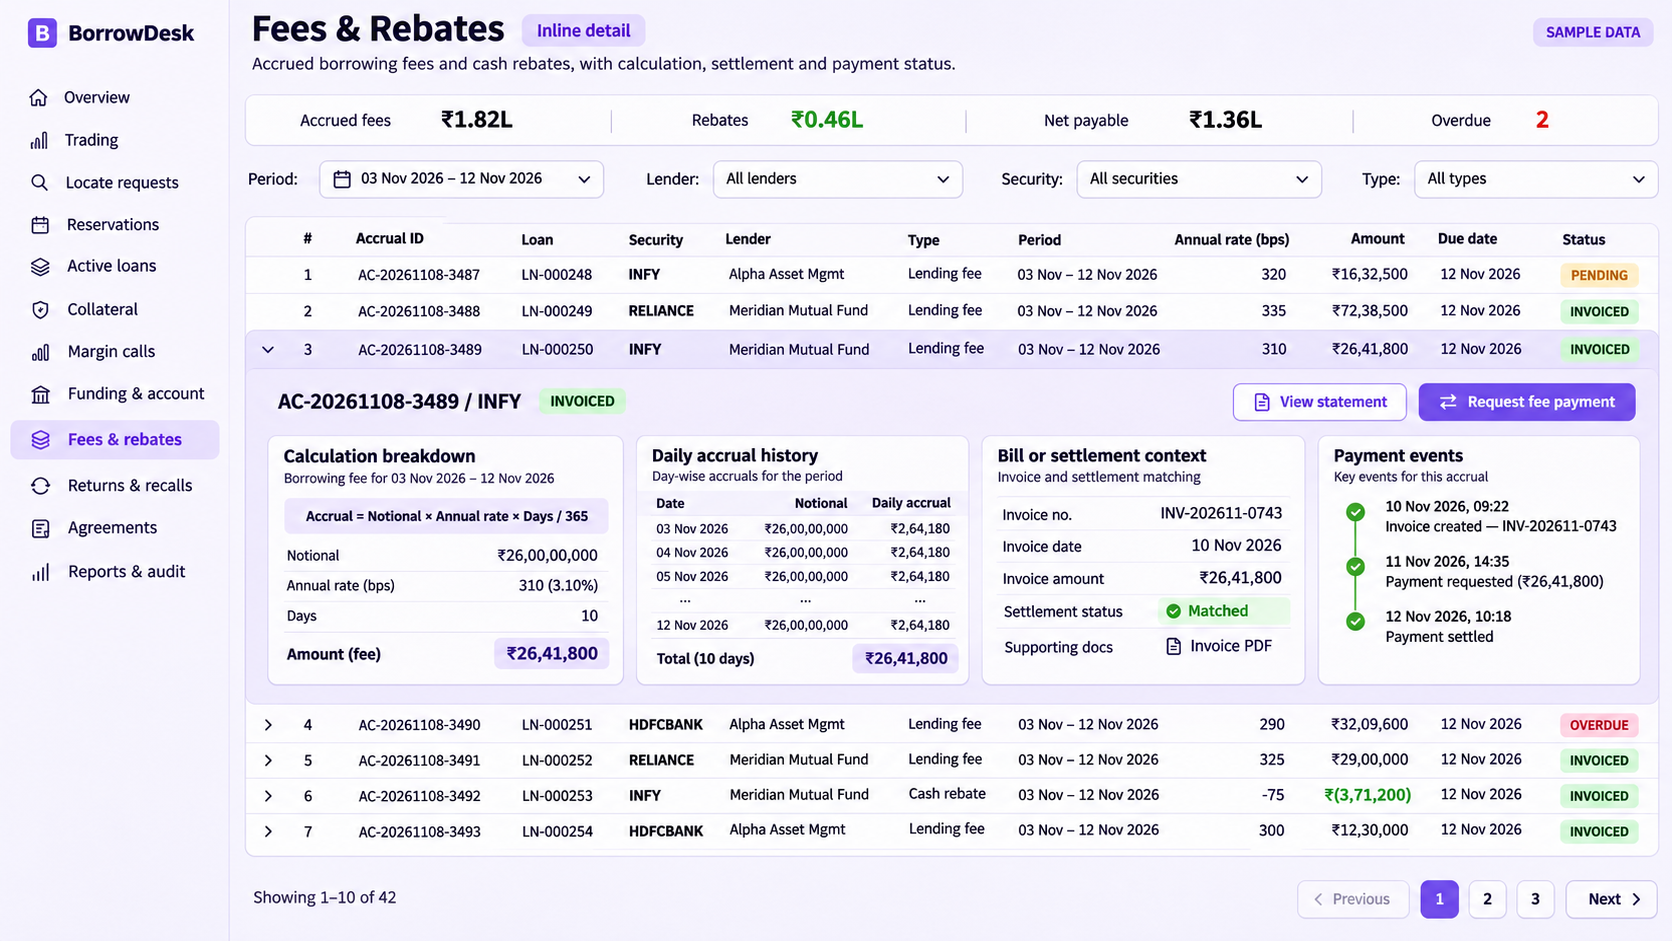 B BorrowDesk
Overview
Trading
Locate requests
Reservations
Active loans
Collateral
Margin calls
Funding & account
Fees & rebates
Returns & recalls
Agreements
Reports & audit
Fees & Rebates Inline detail
SAMPLE DATA
Accrued borrowing fees and cash rebates, with calculation, settlement and payment status.
Accrued fees ₹1.82L Rebates ₹0.46L Net payable ₹1.36L Overdue 2
Period: 03 Nov 2026 – 12 Nov 2026 Lender: All lenders Security: All securities Type: All types
# Accrual ID Loan Security Lender Type Period Annual rate (bps) Amount Due date Status
1 AC-20261108-3487 LN-000248 INFY Alpha Asset Mgmt Lending fee 03 Nov – 12 Nov 2026 320 ₹16,32,500 12 Nov 2026 PENDING
2 AC-20261108-3488 LN-000249 RELIANCE Meridian Mutual Fund Lending fee 03 Nov – 12 Nov 2026 335 ₹72,38,500 12 Nov 2026 INVOICED
3 AC-20261108-3489 LN-000250 INFY Meridian Mutual Fund Lending fee 03 Nov – 12 Nov 2026 310 ₹26,41,800 12 Nov 2026 INVOICED
AC-20261108-3489 / INFY INVOICED
View statement
Request fee payment
Calculation breakdown
Borrowing fee for 03 Nov 2026 – 12 Nov 2026
Accrual = Notional × Annual rate × Days / 365
Notional ₹26,00,00,000
Annual rate (bps) 310 (3.10%)
Days 10
Amount (fee) ₹26,41,800
Daily accrual history
Day-wise accruals for the period
Date Notional Daily accrual
03 Nov 2026 ₹26,00,00,000 ₹2,64,180
04 Nov 2026 ₹26,00,00,000 ₹2,64,180
05 Nov 2026 ₹26,00,00,000 ₹2,64,180
... ... ...
12 Nov 2026 ₹26,00,00,000 ₹2,64,180
Total (10 days) ₹26,41,800
Bill or settlement context
Invoice and settlement matching
Invoice no. INV-202611-0743
Invoice date 10 Nov 2026
Invoice amount ₹26,41,800
Settlement status Matched
Supporting docs Invoice PDF
Payment events
Key events for this accrual
10 Nov 2026, 09:22
Invoice created — INV-202611-0743
11 Nov 2026, 14:35
Payment requested (₹26,41,800)
12 Nov 2026, 10:18
Payment settled
4 AC-20261108-3490 LN-000251 HDFCBANK Alpha Asset Mgmt Lending fee 03 Nov – 12 Nov 2026 290 ₹32,09,600 12 Nov 2026 OVERDUE
5 AC-20261108-3491 LN-000252 RELIANCE Meridian Mutual Fund Lending fee 03 Nov – 12 Nov 2026 325 ₹29,00,000 12 Nov 2026 INVOICED
6 AC-20261108-3492 LN-000253 INFY Meridian Mutual Fund Cash rebate 03 Nov – 12 Nov 2026 -75 ₹(3,71,200) 12 Nov 2026 INVOICED
7 AC-20261108-3493 LN-000254 HDFCBANK Alpha Asset Mgmt Lending fee 03 Nov – 12 Nov 2026 300 ₹12,30,000 12 Nov 2026 INVOICED
Showing 1–10 of 42
Previous 1 2 3 Next